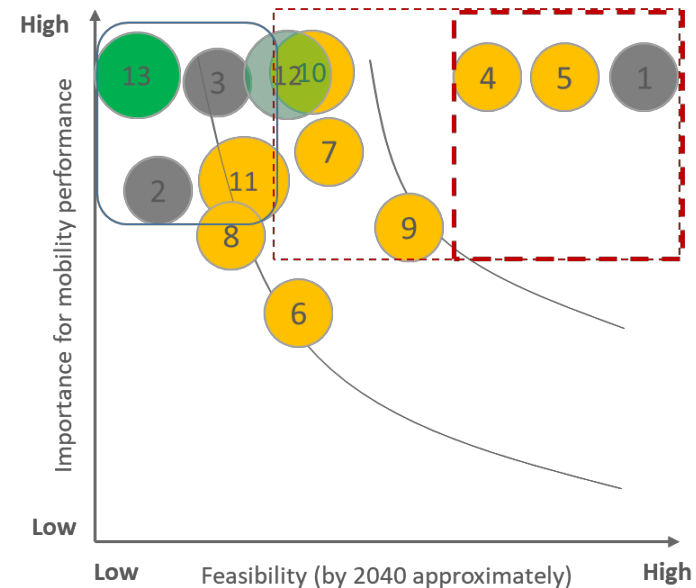 High
13
3
12
10
4
5
1
7
2
11
8
9
6
Importance for mobility performance
Low
Low
Feasibility (by 2040 approximately)
High